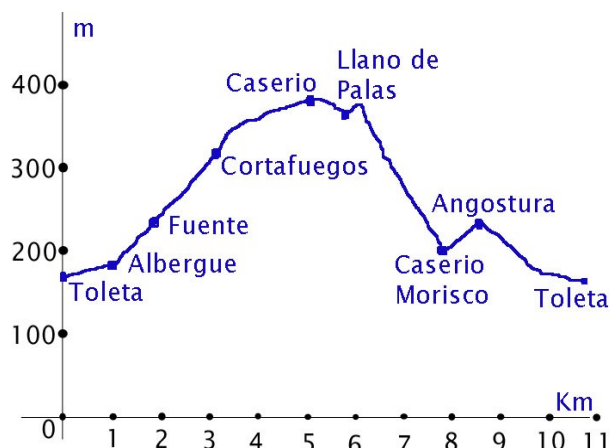 m
400
300
200
100
0
Llano de
Palas
Caserio
Cortafuegos
Fuente
Albergue
Toleta
Angostura
Caserio
Morisco
Toleta
Km
1 2 3 4 5 6 7 8 9 10 11